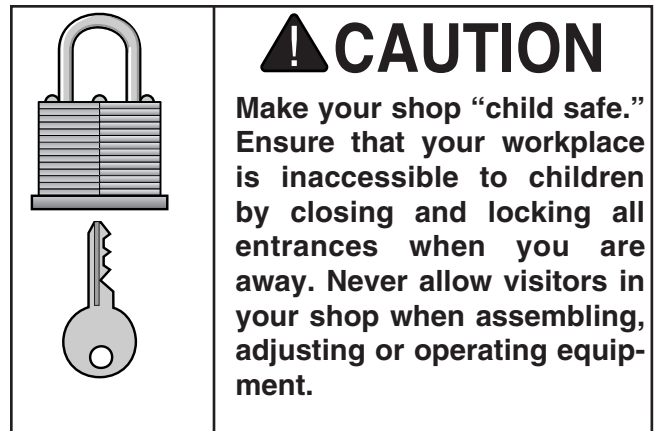 CAUTION
Make your shop “child safe.”
Ensure that your workplace
is inaccessible to children
by closing and locking all
entrances when you are
away. Never allow visitors in
your shop when assembling,
adjusting or operating equip-
ment.